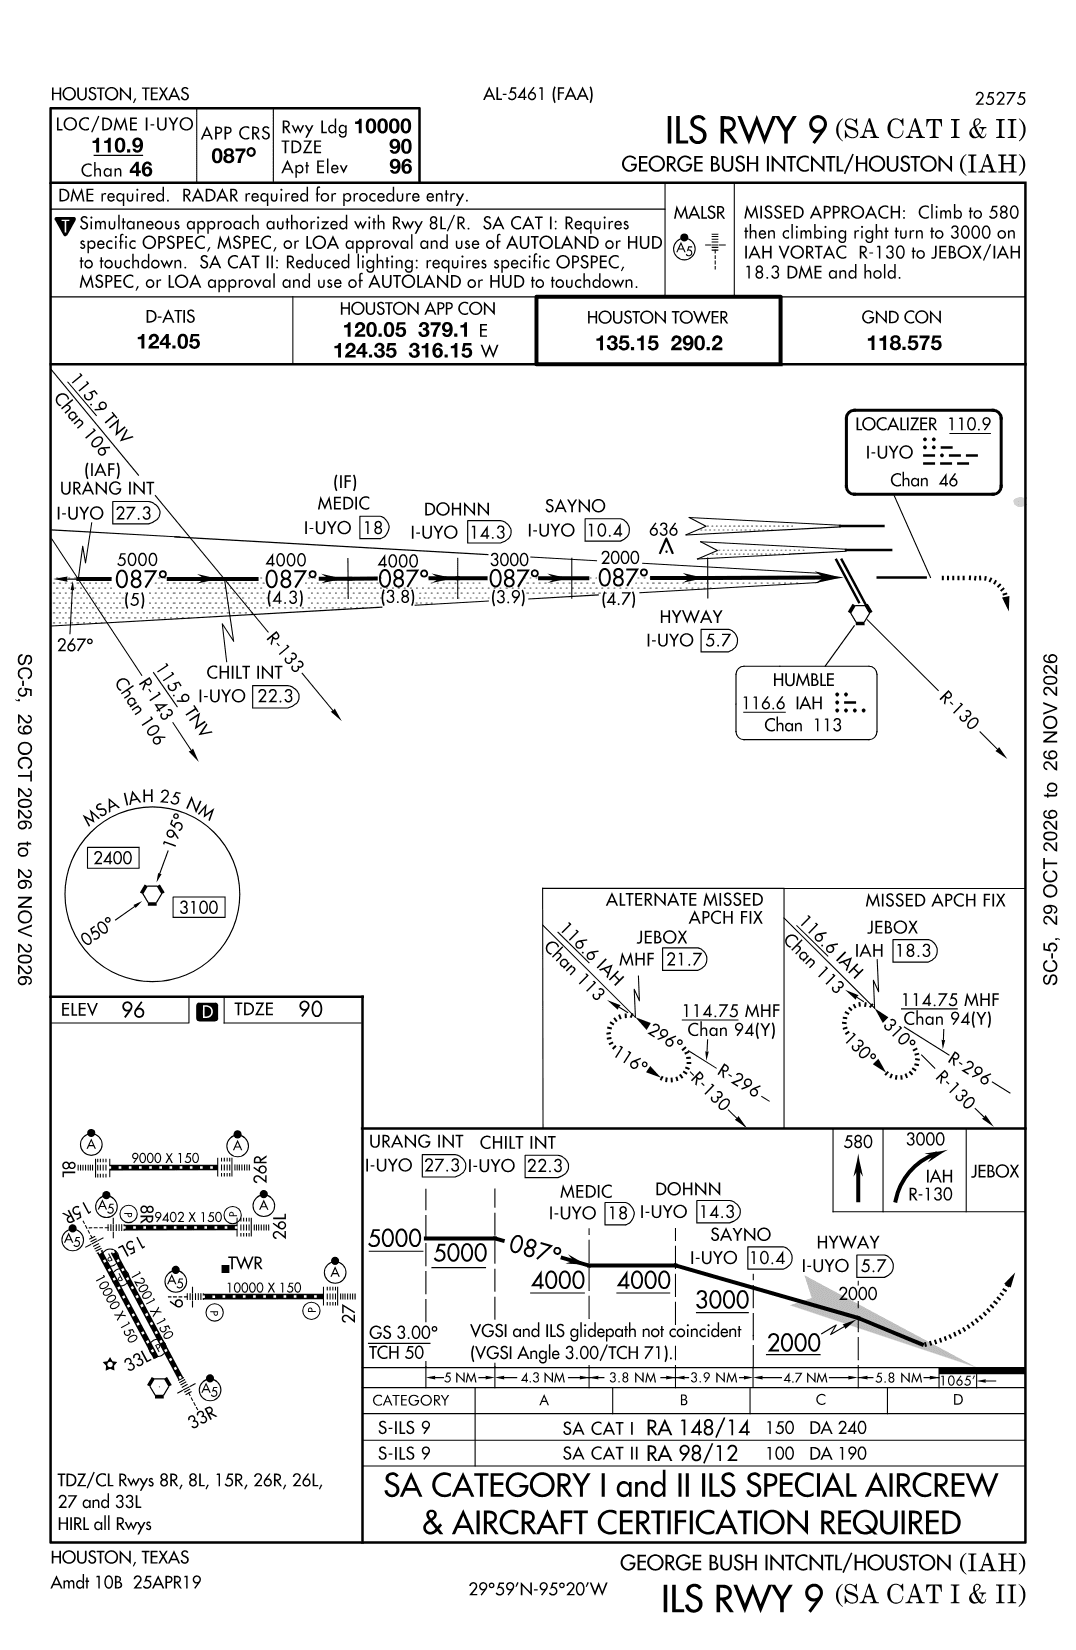 HOUSTON, TEXAS
AL-5461 (FAA)
25275
LOC/DME I-UYO
110.9
Chan 46
APP CRS
087°
Rwy Ldg 10000
TDZE 90
Apt Elev 96
ILS RWY 9 (SA CAT I & II)
GEORGE BUSH INTCNTL/HOUSTON (IAH)
DME required. RADAR required for procedure entry.
T
Simultaneous approach authorized with Rwy 8L/R. SA CAT I: Requires
specific OPSPEC, MSPEC, or LOA approval and use of AUTOLAND or HUD
to touchdown. SA CAT II: Reduced lighting: requires specific OPSPEC,
MSPEC, or LOA approval and use of AUTOLAND or HUD to touchdown.
MALSR
A5
MISSED APPROACH: Climb to 580
then climbing right turn to 3000 on
IAH VORTAC R-130 to JEBOX/IAH
18.3 DME and hold.
D-ATIS
124.05
HOUSTON APP CON
120.05 379.1 E
124.35 316.15 W
HOUSTON TOWER
135.15 290.2
GND CON
118.575
115.9 TNV
Chan 106
(IAF)
URANG INT
I-UYO 27.3
(IF)
MEDIC
I-UYO 18
DOHNN
I-UYO 14.3
SAYNO
I-UYO 10.4
636
LOCALIZER 110.9
I-UYO
Chan 46
5000
087°
(5)
4000
087°
(4.3)
4000
087°
(3.8)
3000
087°
(3.9)
2000
087°
(4.7)
267°
HYWAY
I-UYO 5.7
R-133
CHILT INT
I-UYO 22.3
115.9 TNV
R-143
Chan 106
HUMBLE
116.6 IAH
Chan 113
R-130
MSA IAH 25 NM
195°
2400
3100
050°
ALTERNATE MISSED
APCH FIX
JEBOX
MHF 21.7
116.6 IAH
Chan 113
114.75 MHF
Chan 94(Y)
296°
116°
R-296
R-130
MISSED APCH FIX
JEBOX
IAH 18.3
116.6 IAH
Chan 113
114.75 MHF
Chan 94(Y)
310°
130°
R-296
R-130
ELEV 96
D
TDZE 90
A
A
8L
9000 X 150
26R
15R
A5
8R
P
9402 X 150
P
A
26L
A5
15L
TWR
A5
9
P
10000 X 150
P
A
27
10000 X 150
12001 X 150
33L
A5
33R
TDZ/CL Rwys 8R, 8L, 15R, 26R, 26L,
27 and 33L
HIRL all Rwys
URANG INT
I-UYO 27.3
CHILT INT
I-UYO 22.3
MEDIC
I-UYO 18
DOHNN
I-UYO 14.3
SAYNO
I-UYO 10.4
HYWAY
I-UYO 5.7
580
3000
IAH
R-130
JEBOX
5000
5000
087°
4000
4000
3000
2000
2000
GS 3.00°
TCH 50
VGSI and ILS glidepath not coincident
(VGSI Angle 3.00/TCH 71).
5 NM
4.3 NM
3.8 NM
3.9 NM
4.7 NM
5.8 NM
1065'
CATEGORY A B C D
S-ILS 9 SA CAT I RA 148/14 150 DA 240
S-ILS 9 SA CAT II RA 98/12 100 DA 190
SA CATEGORY I and II ILS SPECIAL AIRCREW
& AIRCRAFT CERTIFICATION REQUIRED
HOUSTON, TEXAS
Amdt 10B 25APR19
29°59'N-95°20'W
GEORGE BUSH INTCNTL/HOUSTON (IAH)
ILS RWY 9 (SA CAT I & II)
SC-5, 29 OCT 2026 to 26 NOV 2026
SC-5, 29 OCT 2026 to 26 NOV 2026